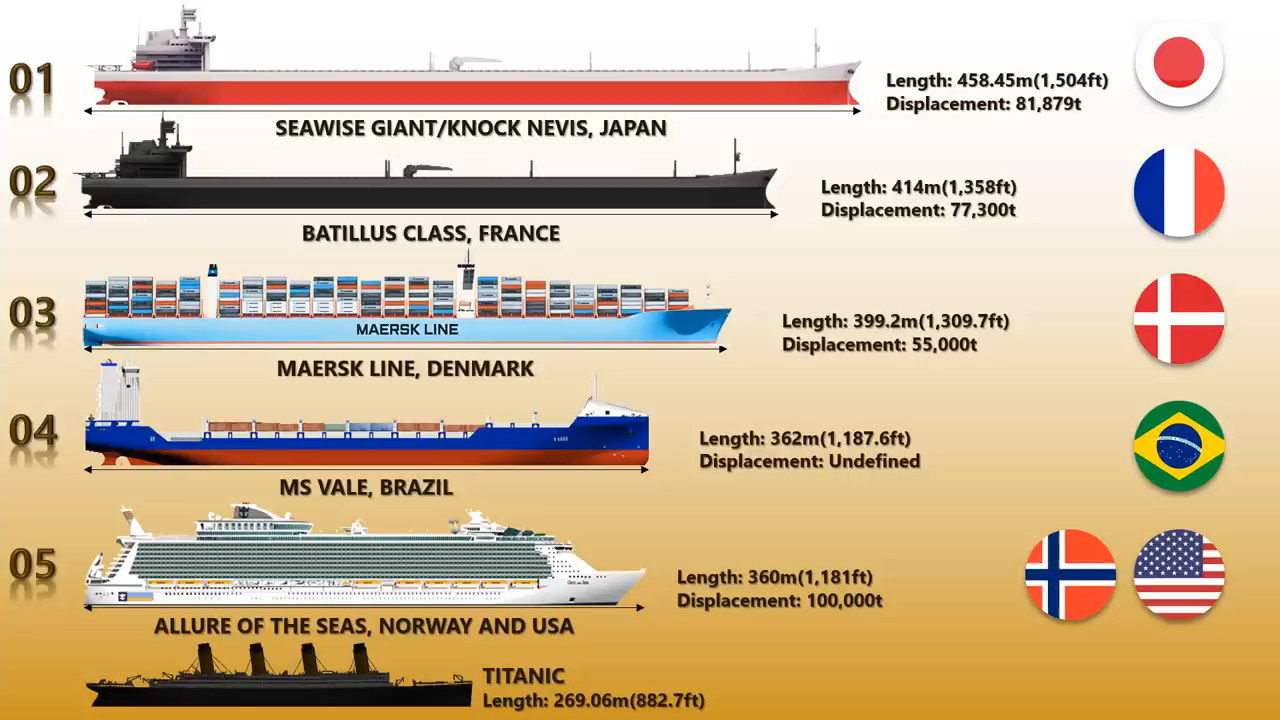 01
Length: 458.45m(1,504ft)
Displacement: 81,879t
SEAWISE GIANT/KNOCK NEVIS, JAPAN
02
Length: 414m(1,358ft)
Displacement: 77,300t
BATILLUS CLASS, FRANCE
03
MAERSK LINE
Length: 399.2m(1,309.7ft)
Displacement: 55,000t
MAERSK LINE, DENMARK
04
Length: 362m(1,187.6ft)
Displacement: Undefined
MS VALE, BRAZIL
05
Length: 360m(1,181ft)
Displacement: 100,000t
ALLURE OF THE SEAS, NORWAY AND USA
TITANIC
Length: 269.06m(882.7ft)